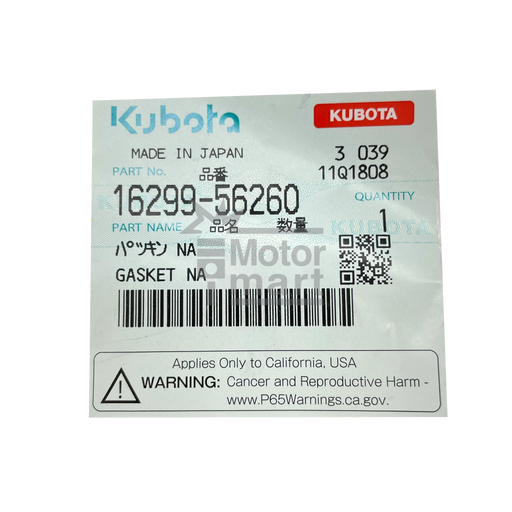 Kubota KUBOTA
MADE IN JAPAN 3 039
PART No. 品番 11Q1808
16299-56260 QUANTITY
PART NAME 品名 数量 1
パツキン NA
GASKET NA
Motor
mart
Applies Only to California, USA
WARNING: Cancer and Reproductive Harm -
www.P65Warnings.ca.gov.